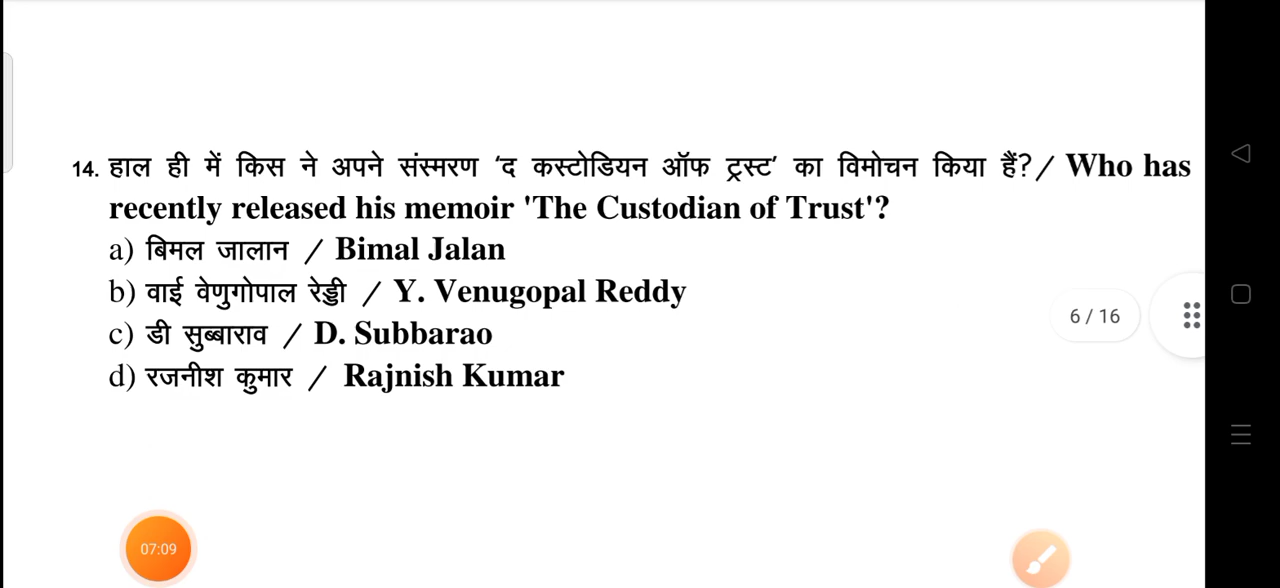 14. हाल ही में किस ने अपने संस्मरण ‘द कस्टोडियन ऑफ ट्रस्ट’ का विमोचन किया हैं?/ Who has
recently released his memoir 'The Custodian of Trust'?
a) बिमल जालान / Bimal Jalan
b) वाई वेणुगोपाल रेड्डी / Y. Venugopal Reddy
c) डी सुब्बाराव / D. Subbarao
6 / 16
d) रजनीश कुमार / Rajnish Kumar
07:09